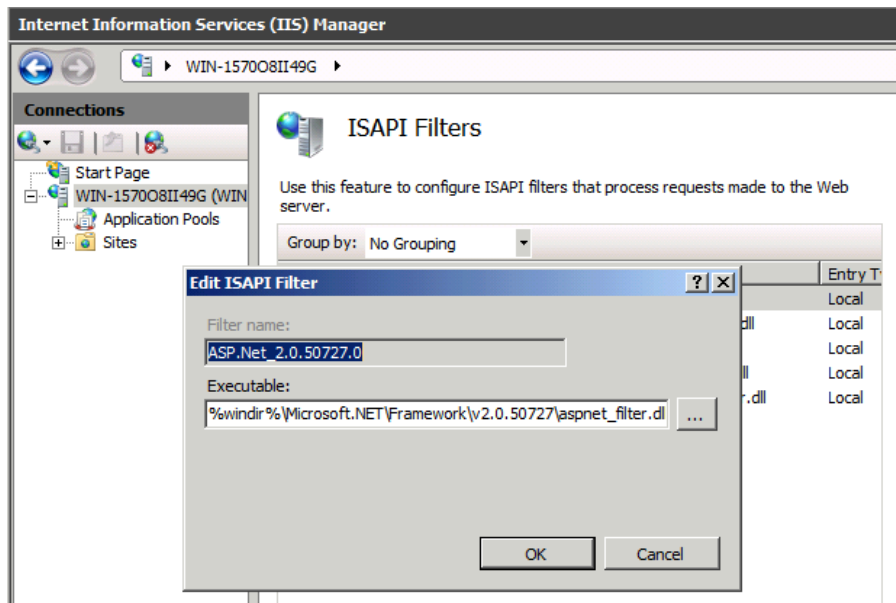 Internet Information Services (IIS) Manager
WIN-1570O8II49G
Connections
Start Page
WIN-1570O8II49G (WIN
Application Pools
Sites
ISAPI Filters
Use this feature to configure ISAPI filters that process requests made to the Web
server.
Group by: No Grouping
Entry T
Local
dll Local
Local
ll Local
r.dll Local
Edit ISAPI Filter
Filter name:
ASP.Net_2.0.50727.0
Executable:
%windir%\Microsoft.NET\Framework\v2.0.50727\aspnet_filter.dl
...
OK Cancel